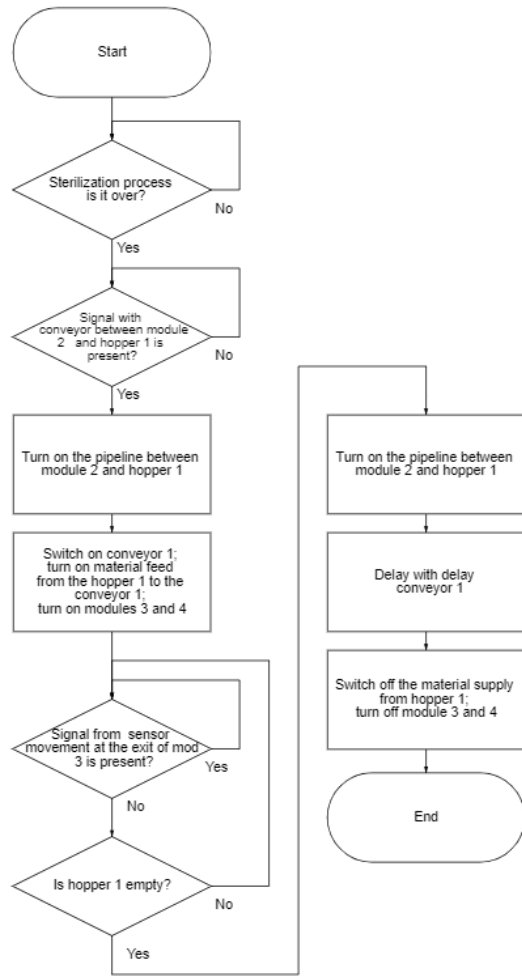 Start
Sterilization process
is it over?
No
Yes
Signal with
conveyor between module
2 and hopper 1 is
present?
No
Yes
Turn on the pipeline between
module 2 and hopper 1
Switch on conveyor 1;
turn on material feed
from the hopper 1 to the
conveyor 1;
turn on modules 3 and 4
Signal from sensor
movement at the exit of mod
3 is present?
Yes
No
Is hopper 1 empty?
No
Yes
Turn on the pipeline between
module 2 and hopper 1
Delay with delay
conveyor 1
Switch off the material supply
from hopper 1;
turn off module 3 and 4
End